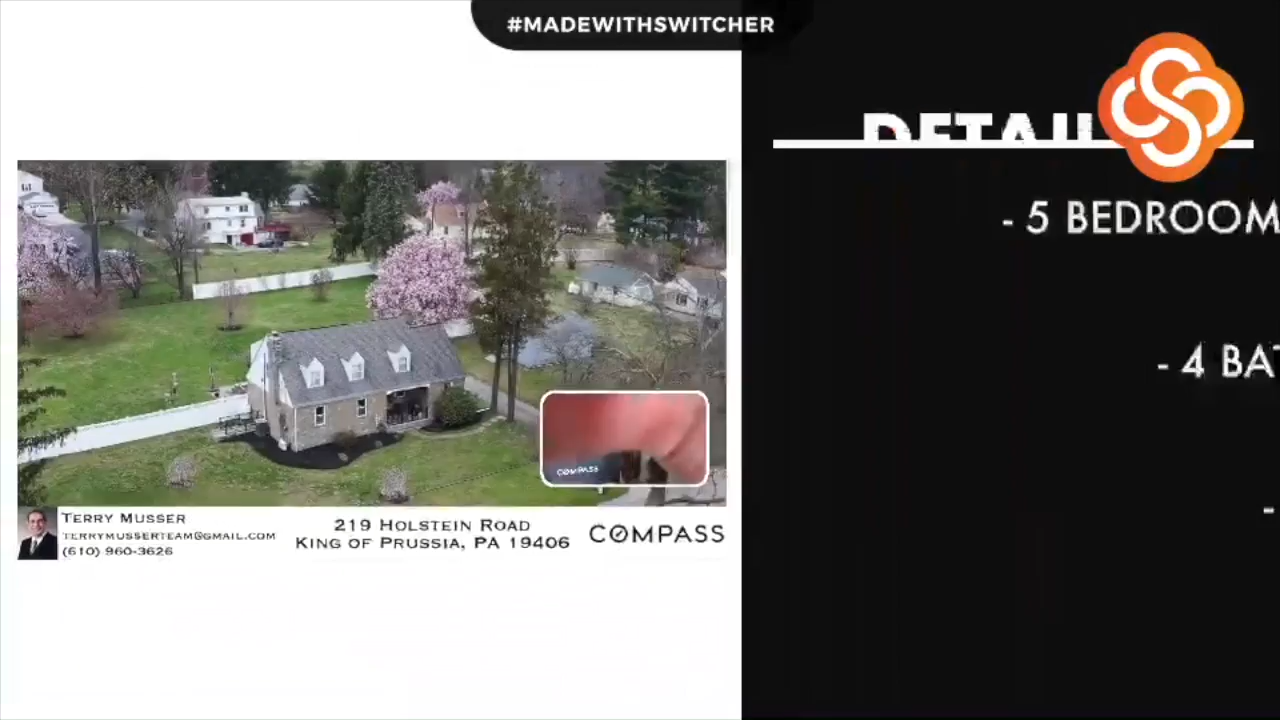 #MADEWITHSWITCHER
- 5 BEDROOM
- 4 BA
-
COMPASS
TERRY MUSSER
TERRYMUSSERTEAM@GMAIL.COM
(610) 960-3626
219 HOLSTEIN ROAD
KING OF PRUSSIA, PA 19406
COMPASS